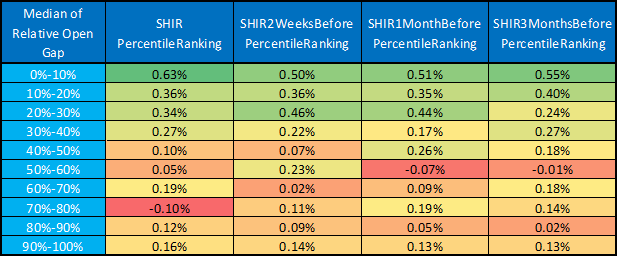 Median of Relative Open Gap SHIR PercentileRanking SHIR2WeeksBefore PercentileRanking SHIR1MonthBefore PercentileRanking SHIR3MonthsBefore PercentileRanking
0%-10% 0.63% 0.50% 0.51% 0.55%
10%-20% 0.36% 0.36% 0.35% 0.40%
20%-30% 0.34% 0.46% 0.44% 0.24%
30%-40% 0.27% 0.22% 0.17% 0.27%
40%-50% 0.10% 0.07% 0.26% 0.18%
50%-60% 0.05% 0.23% -0.07% -0.01%
60%-70% 0.19% 0.02% 0.09% 0.18%
70%-80% -0.10% 0.11% 0.19% 0.14%
80%-90% 0.12% 0.09% 0.05% 0.02%
90%-100% 0.16% 0.14% 0.13% 0.13%